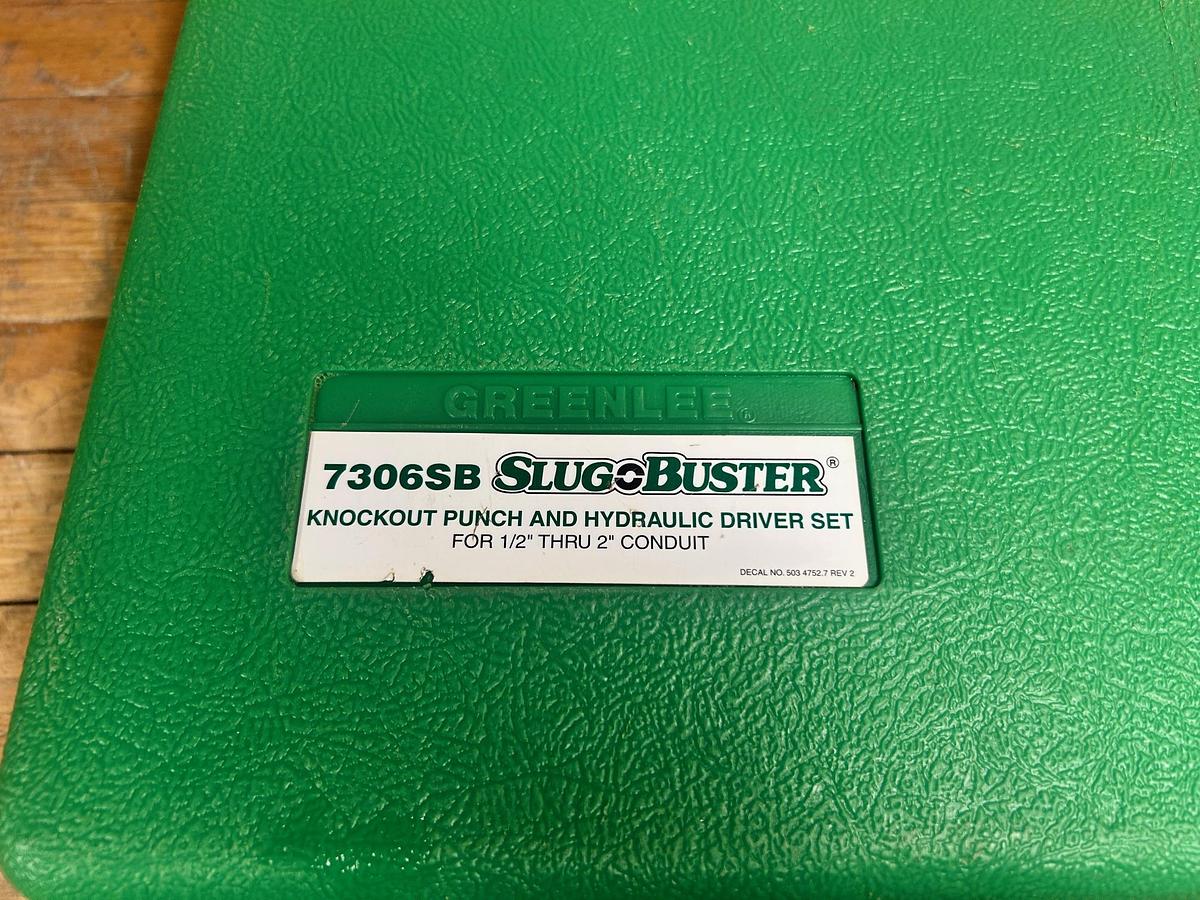 GREENLEE®
7306SB SLUGBUSTER®
KNOCKOUT PUNCH AND HYDRAULIC DRIVER SET
FOR 1/2" THRU 2" CONDUIT
DECAL NO. 503 4752.7 REV 2